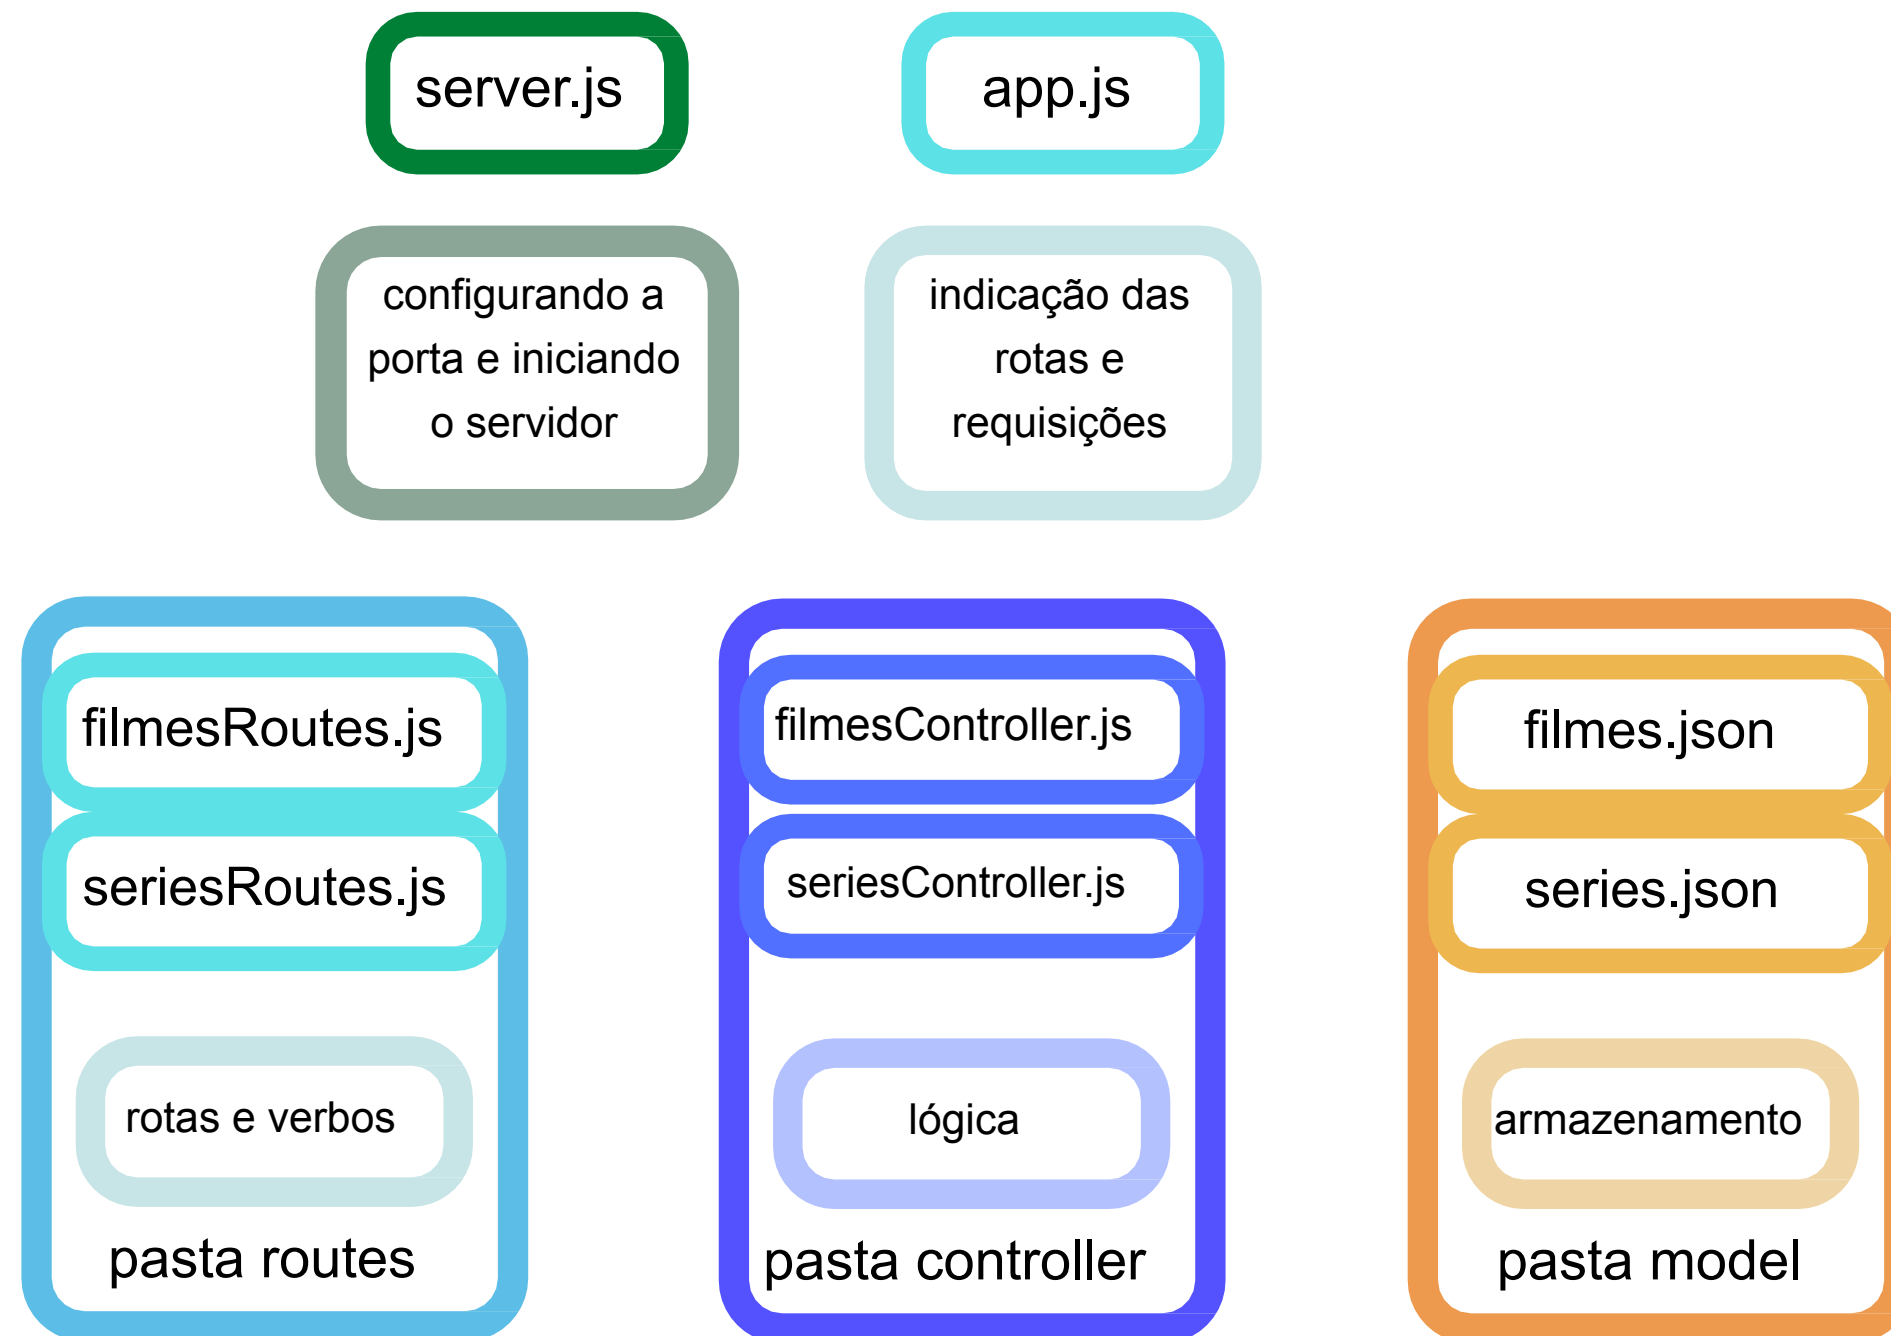 server.js
app.js
configurando a
porta e iniciando
o servidor
indicação das
rotas e
requisições
filmesRoutes.js
seriesRoutes.js
rotas e verbos
pasta routes
filmesController.js
seriesController.js
lógica
pasta controller
filmes.json
series.json
armazenamento
pasta model